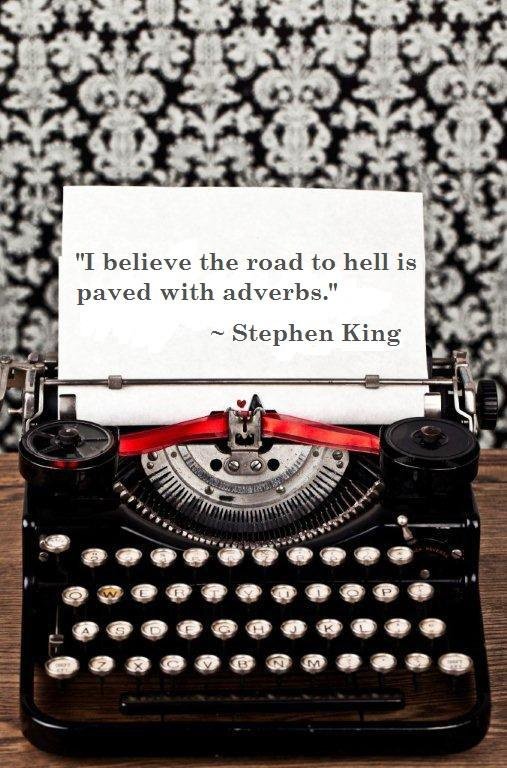 "I believe the road to hell is
paved with adverbs."
~ Stephen King
Q W E R T Y U I O P
A S D F G H J K L
Z X C V B N M